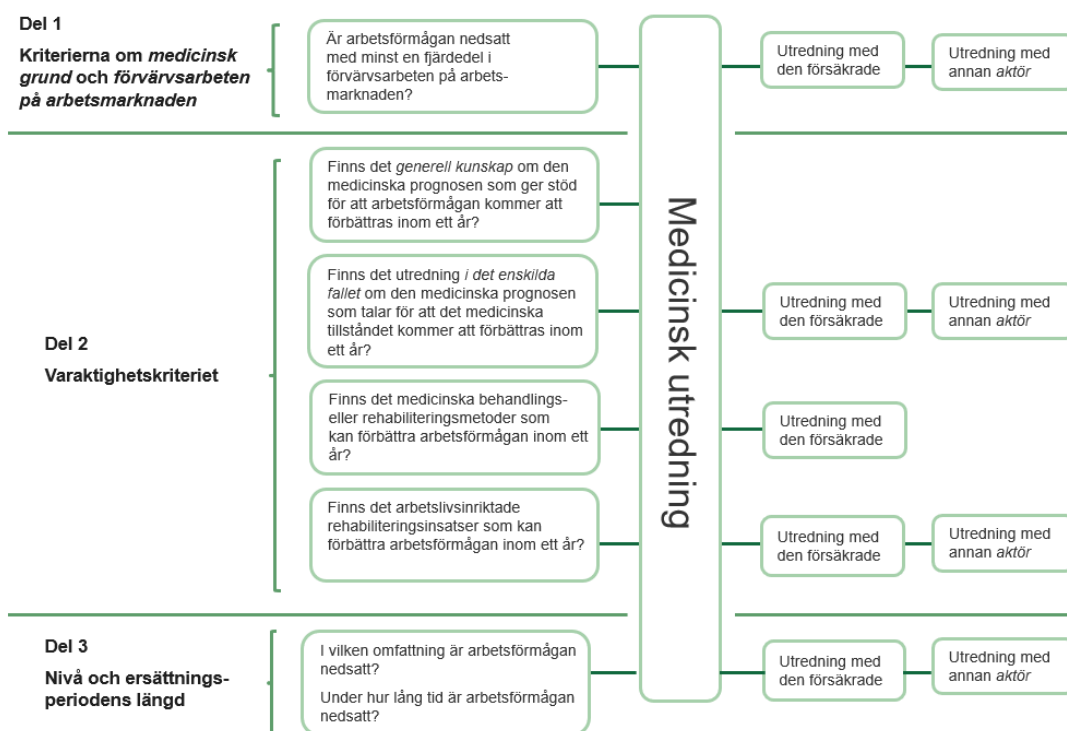 Del 1
Kriterierna om medicinsk
grund och förvärvsarbeten
på arbetsmarknaden
Är arbetsförmågan nedsatt
med minst en fjärdedel i
förvärvsarbeten på arbets-
marknaden?
Utredning med
den försäkrade
Utredning med
annan aktör
Medicinsk utredning
Del 2
Varaktighetskriteriet
Finns det generell kunskap om den
medicinska prognosen som ger stöd
för att arbetsförmågan kommer att
förbättras inom ett år?
Finns det utredning i det enskilda
fallet om den medicinska prognosen
som talar för att det medicinska
tillståndet kommer att förbättras inom
ett år?
Utredning med
den försäkrade
Utredning med
annan aktör
Finns det medicinska behandlings-
eller rehabiliteringsmetoder som
kan förbättra arbetsförmågan inom ett
år?
Utredning med
den försäkrade
Finns det arbetslivsinriktade
rehabiliteringsinsatser som kan
förbättra arbetsförmågan inom ett år?
Utredning med
den försäkrade
Utredning med
annan aktör
Del 3
Nivå och ersättnings-
periodens längd
I vilken omfattning är arbetsförmågan
nedsatt?
Under hur lång tid är arbetsförmågan
nedsatt?
Utredning med
den försäkrade
Utredning med
annan aktör